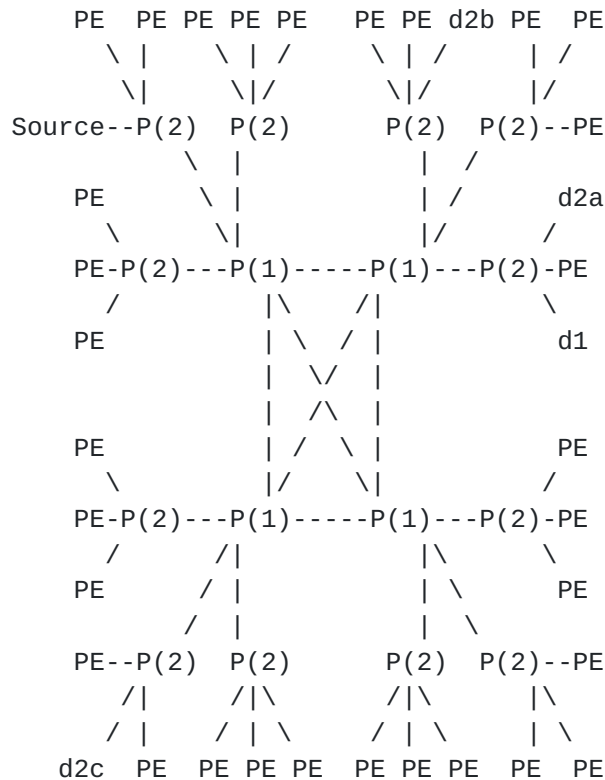 PE  PE PE PE PE    PE PE d2b PE  PE
\ |    \ | /     \ | /     | /
\|     \|/       \|/      |/
Source--P(2)  P(2)      P(2)  P(2)--PE
\  |           |  /
PE      \ |           | /      d2a
\      \|           |/      /
PE-P(2)---P(1)-----P(1)---P(2)-PE
/         |\    /|          \
PE          | \  / |           d1
|  \/  |
|  /\  |
PE          | /  \ |           PE
\         |/    \|          /
PE-P(2)---P(1)-----P(1)---P(2)-PE
/      /|           |\      \
PE      / |           | \      PE
/  |           |  \
PE--P(2)  P(2)      P(2)  P(2)--PE
/|     /|\       /|\      |\
/ |    / | \     / | \     | \
d2c  PE  PE PE PE   PE PE PE  PE  PE